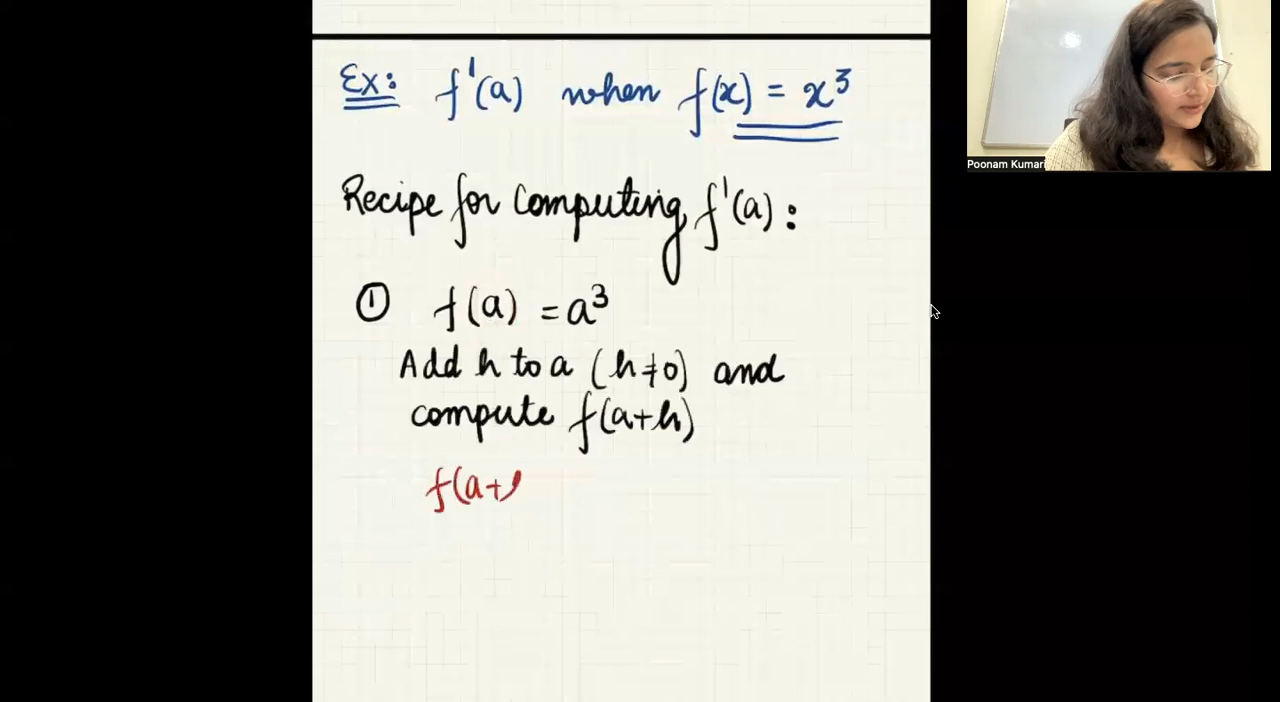 Ex: f'(a) when f(x) = x³
Recipe for computing f'(a):
① f(a) = a³
Add h to a (h≠0) and
compute f(a+h)
f(a+
Poonam Kumari